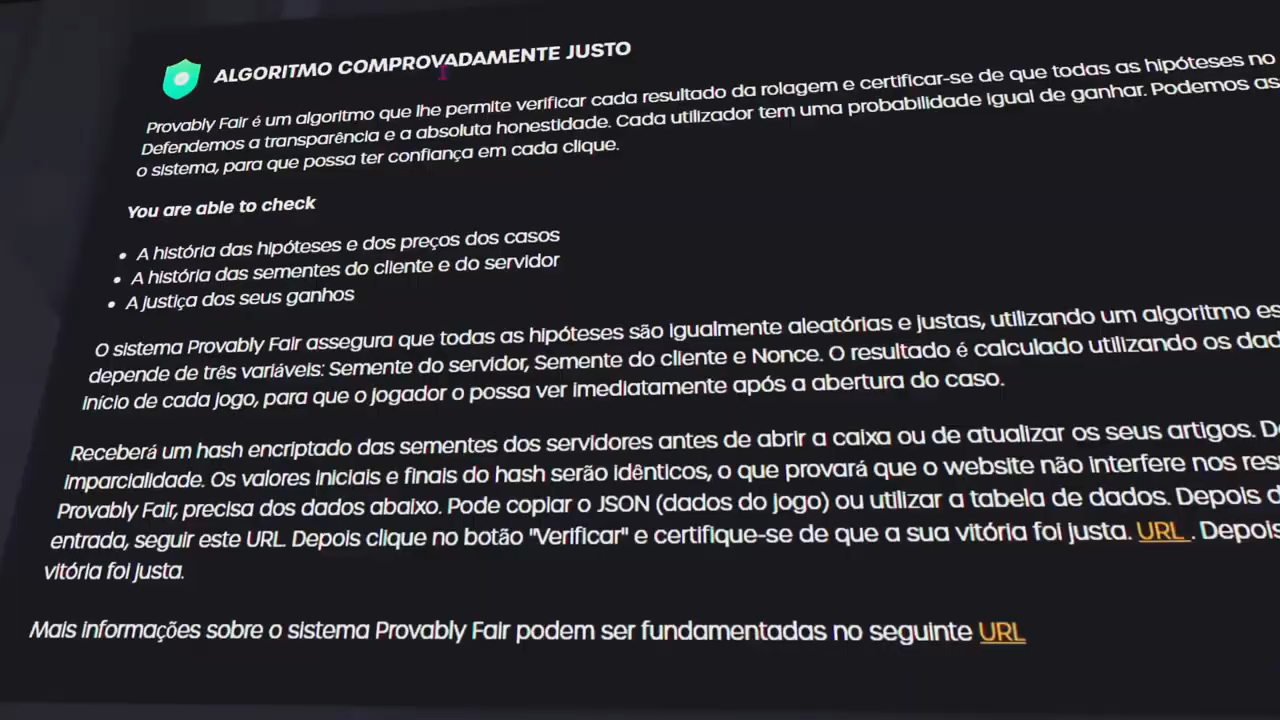 ALGORITMO COMPROVADAMENTE JUSTO
Provably Fair é um algoritmo que lhe permite verificar cada resultado da rolagem e certificar-se de que todas as hipóteses no
Defendemos a transparência e a absoluta honestidade. Cada utilizador tem uma probabilidade igual de ganhar. Podemos as
o sistema, para que possa ter confiança em cada clique.
You are able to check
• A história das hipóteses e dos preços dos casos
• A história das sementes do cliente e do servidor
• A justiça dos seus ganhos
O sistema Provably Fair assegura que todas as hipóteses são igualmente aleatórias e justas, utilizando um algoritmo es
depende de três variáveis: Semente do servidor, Semente do cliente e Nonce. O resultado é calculado utilizando os dad
início de cada jogo, para que o jogador o possa ver imediatamente após a abertura do caso.
Receberá um hash encriptado das sementes dos servidores antes de abrir a caixa ou de atualizar os seus artigos. De
imparcialidade. Os valores iniciais e finais do hash serão idênticos, o que provará que o website não interfere nos res
Provably Fair, precisa dos dados abaixo. Pode copiar o JSON (dados do jogo) ou utilizar a tabela de dados. Depois d
entrada, seguir este URL. Depois clique no botão "Verificar" e certifique-se de que a sua vitória foi justa. URL . Depois
vitória foi justa.
Mais informações sobre o sistema Provably Fair podem ser fundamentadas no seguinte URL